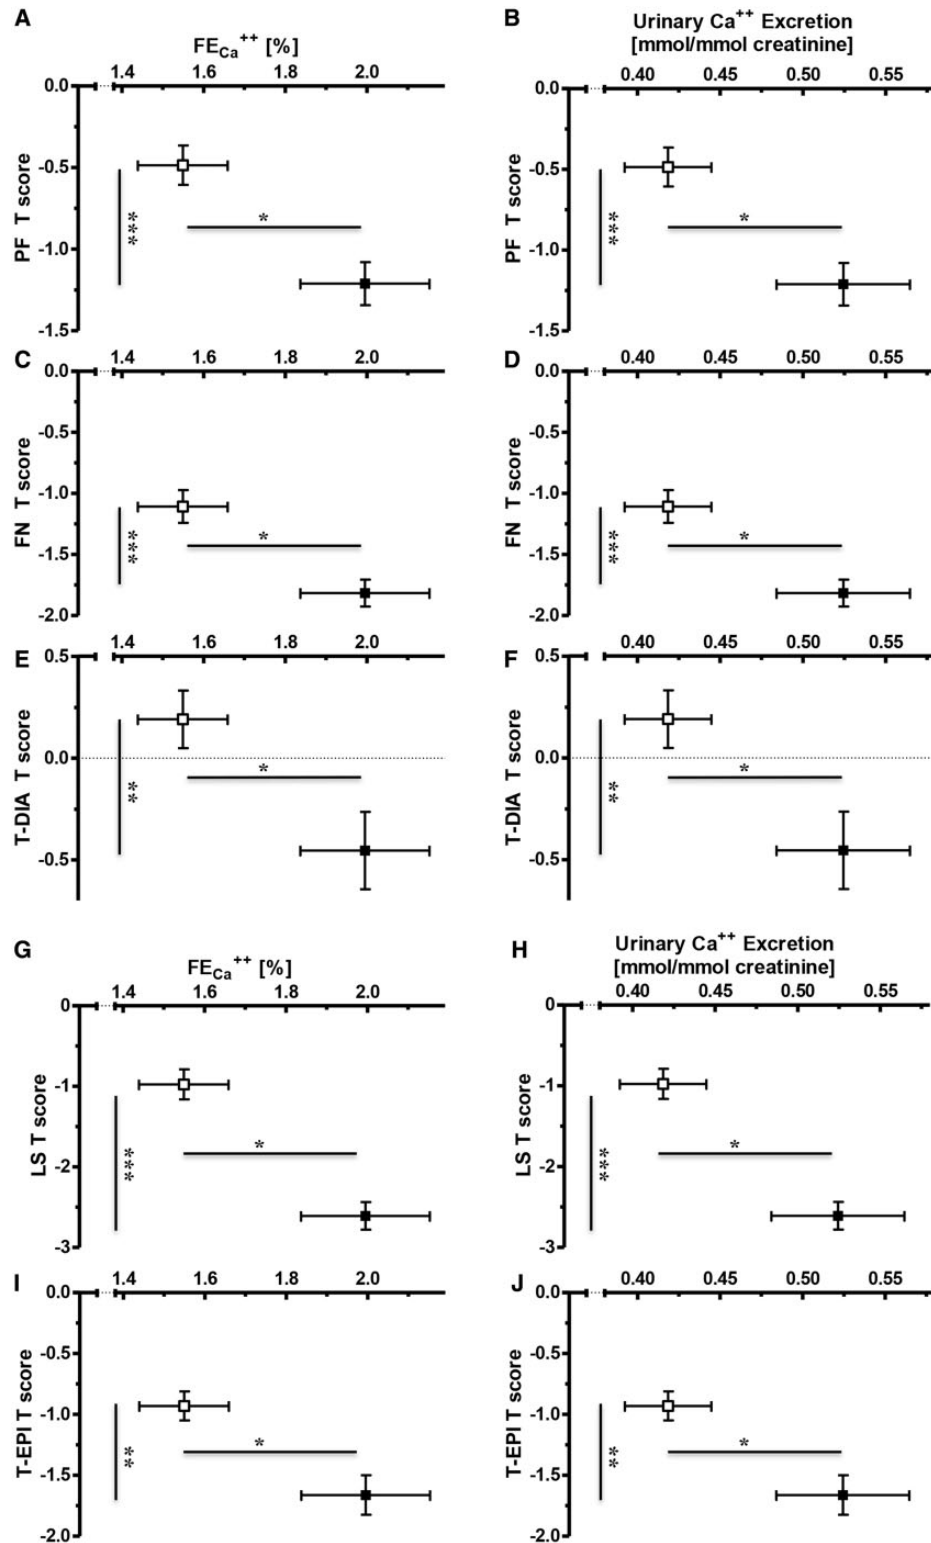 A
FECa++ [%]
1.4 1.6 1.8 2.0
0.0
-0.5
-1.0
-1.5
PF T score
***
*
B
Urinary Ca++ Excretion
[mmol/mmol creatinine]
0.40 0.45 0.50 0.55
0.0
-0.5
-1.0
-1.5
PF T score
***
*
C
1.4 1.6 1.8 2.0
0.0
-0.5
-1.0
-1.5
-2.0
FN T score
***
*
D
0.40 0.45 0.50 0.55
0.0
-0.5
-1.0
-1.5
-2.0
FN T score
***
*
E
1.4 1.6 1.8 2.0
0.5
0.0
-0.5
T-DIA T score
**
*
F
0.40 0.45 0.50 0.55
0.5
0.0
-0.5
T-DIA T score
**
*
G
FECa++ [%]
1.4 1.6 1.8 2.0
0
-1
-2
-3
LS T score
***
*
H
Urinary Ca++ Excretion
[mmol/mmol creatinine]
0.40 0.45 0.50 0.55
0
-1
-2
-3
LS T score
***
*
I
1.4 1.6 1.8 2.0
0.0
-0.5
-1.0
-1.5
-2.0
T-EPI T score
**
*
J
0.40 0.45 0.50 0.55
0.0
-0.5
-1.0
-1.5
-2.0
T-EPI T score
**
*